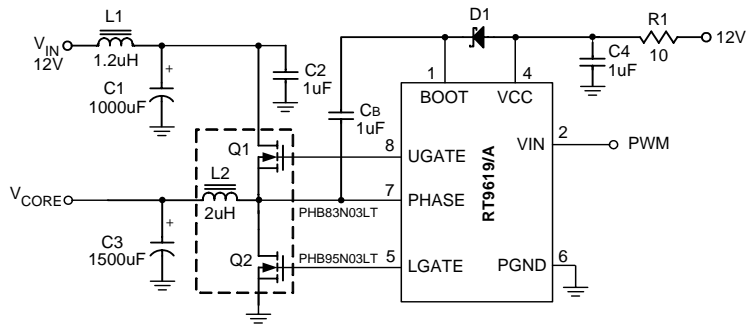 L1
D1
R1
VIN
12V
1.2uH
C1
1000uF
+
C2
1uF
CB
1uF
1
BOOT
4
VCC
C4
1uF
10
12V
Q1
8
UGATE
VIN
2
PWM
RT9619/A
VCORE
L2
2uH
7
PHASE
PHB83N03LT
+
C3
1500uF
Q2
PHB95N03LT
5
LGATE
PGND
6